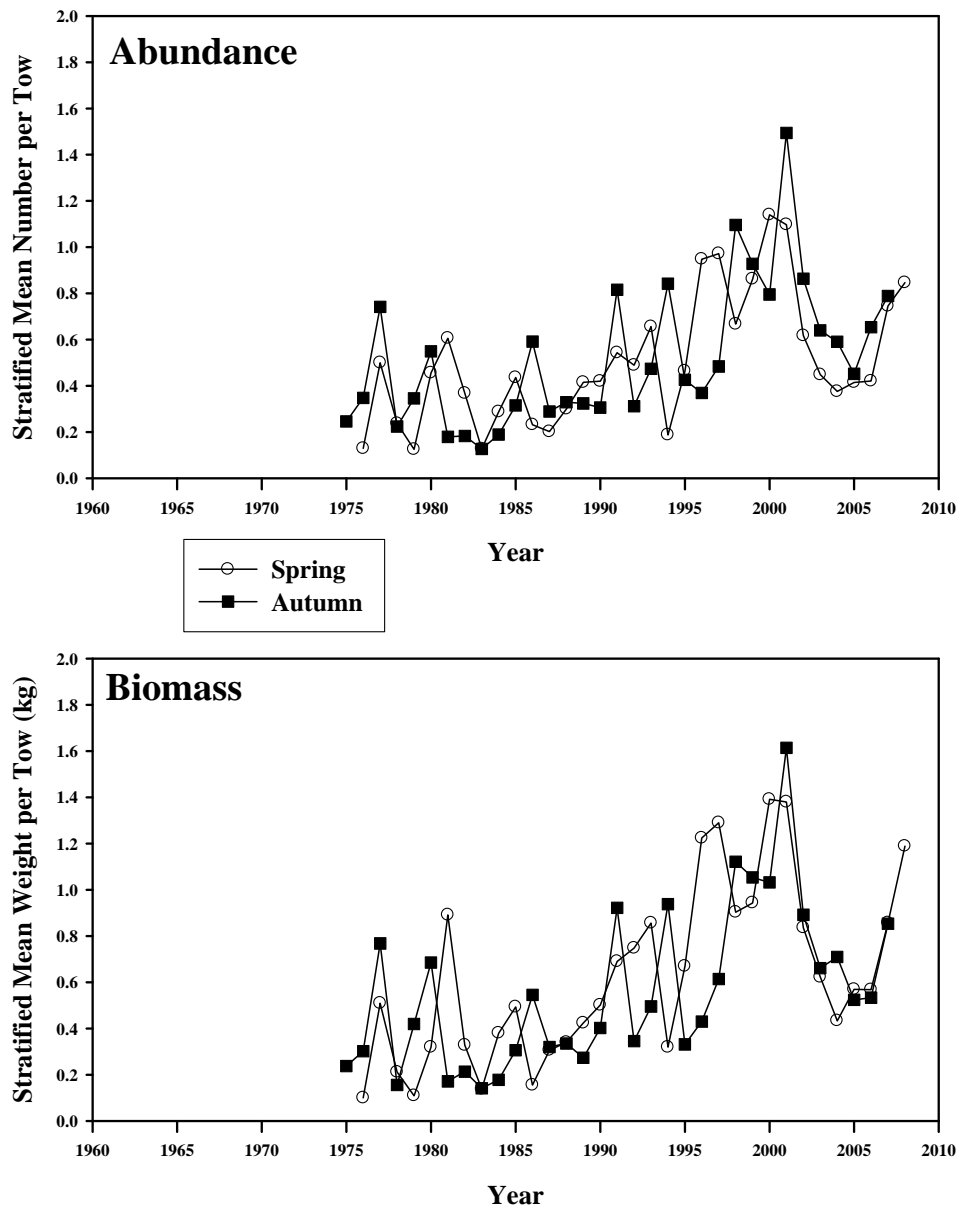 Abundance
Stratified Mean Number per Tow
2.0
1.8
1.6
1.4
1.2
1.0
0.8
0.6
0.4
0.2
0.0
1960 1965 1970 1975 1980 1985 1990 1995 2000 2005 2010
Year
Spring
Autumn
Biomass
Stratified Mean Weight per Tow (kg)
2.0
1.8
1.6
1.4
1.2
1.0
0.8
0.6
0.4
0.2
0.0
1960 1965 1970 1975 1980 1985 1990 1995 2000 2005 2010
Year